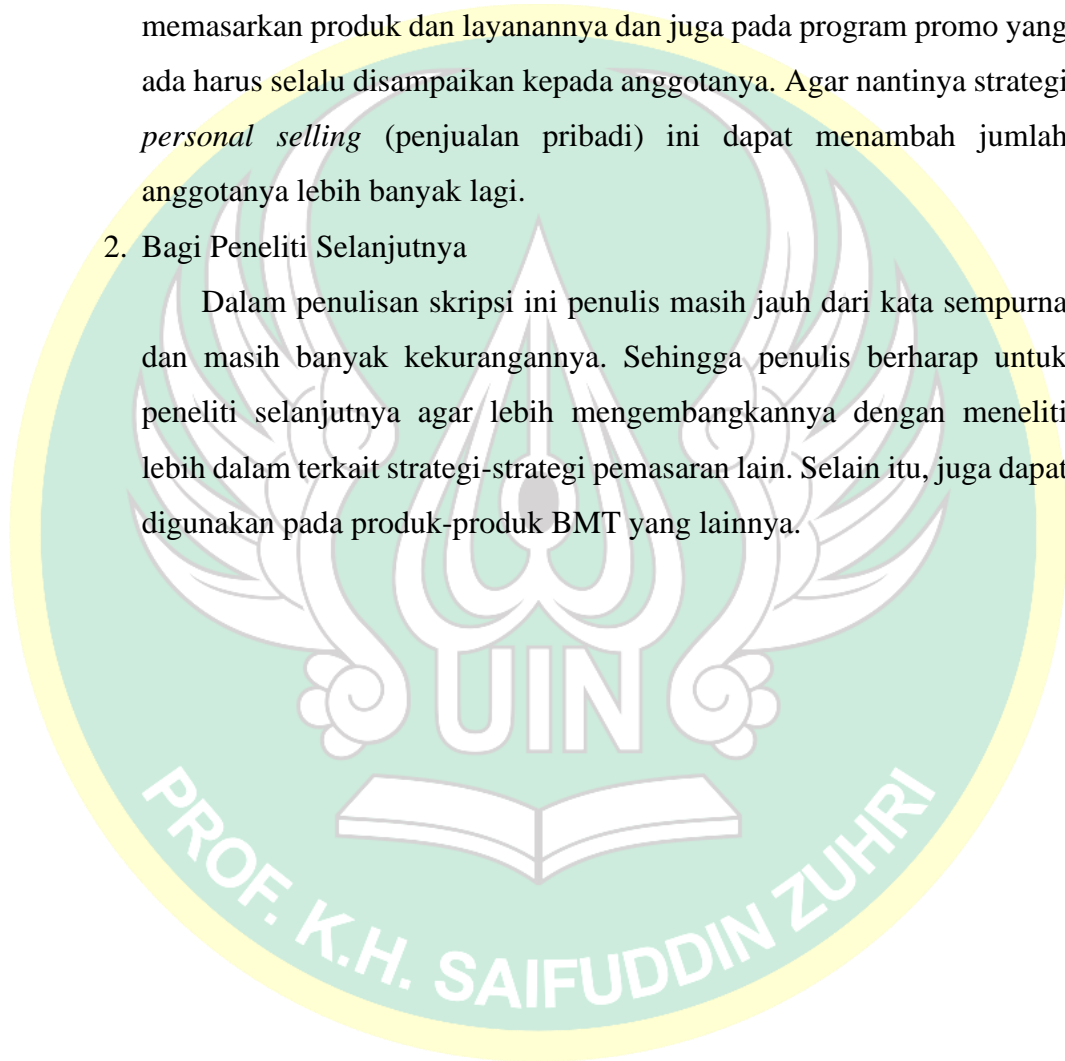 memasarkan produk dan layanannya dan juga pada program promo yang
ada harus selalu disampaikan kepada anggotanya. Agar nantinya strategi
personal selling (penjualan pribadi) ini dapat menambah jumlah
anggotanya lebih banyak lagi.
2. Bagi Peneliti Selanjutnya
Dalam penulisan skripsi ini penulis masih jauh dari kata sempurna
dan masih banyak kekurangannya. Sehingga penulis berharap untuk
peneliti selanjutnya agar lebih mengembangkannya dengan meneliti
lebih dalam terkait strategi-strategi pemasaran lain. Selain itu, juga dapat
digunakan pada produk-produk BMT yang lainnya.
UIN
PROF. K.H. SAIFUDDIN ZUHRI